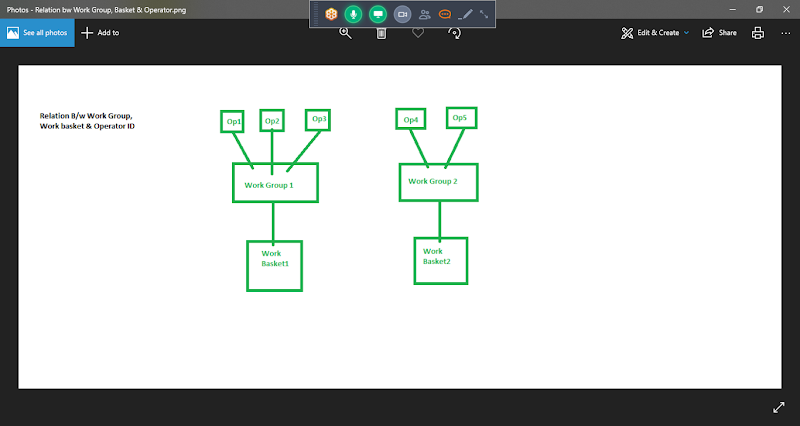 Photos - Relation bw Work Group, Basket & Operator.png
See all photos
Add to
Edit & Create
Share
Relation B/w Work Group,
Work basket & Operator ID
Op1
Op2
Op3
Op4
Op5
Work Group 1
Work Group 2
Work
Basket1
Work
Basket2